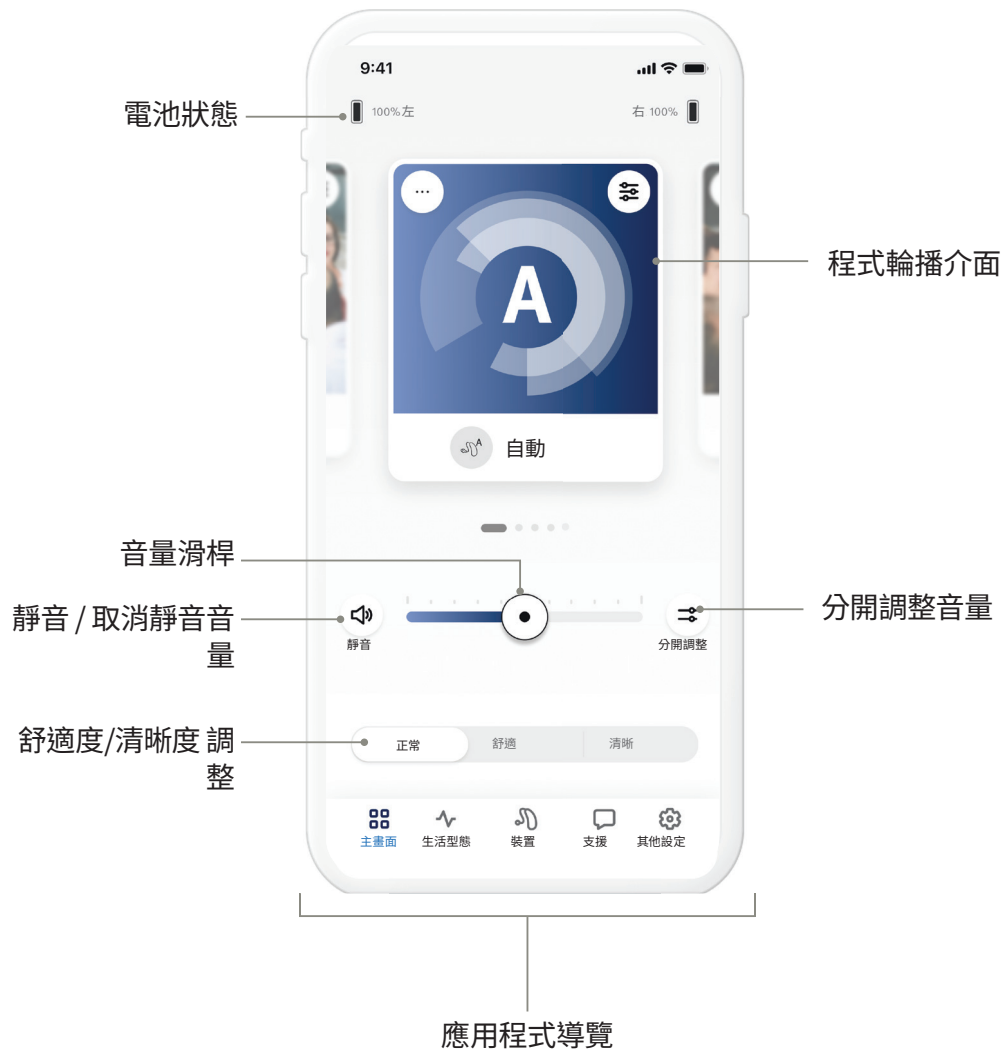 9:41
電池狀態
100%左
右 100%
...
A
程式輪播介面
A
自動
音量滑桿
靜音 / 取消靜音音
量
靜音
分開調整
分開調整音量
舒適度/清晰度 調
整
正常
舒適
清晰
主畫面
生活型態
裝置
支援
其他設定
應用程式導覽